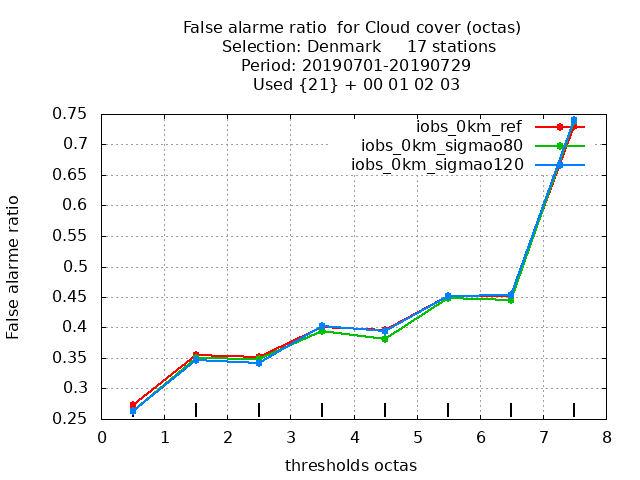 False alarme ratio  for Cloud cover (octas)
Selection: Denmark     17 stations
Period: 20190701-20190729
Used {21} + 00 01 02 03
iobs_0km_ref
iobs_0km_sigmao80
iobs_0km_sigmao120
False alarme ratio
0.75
0.7
0.65
0.6
0.55
0.5
0.45
0.4
0.35
0.3
0.25
0 1 2 3 4 5 6 7 8
thresholds octas